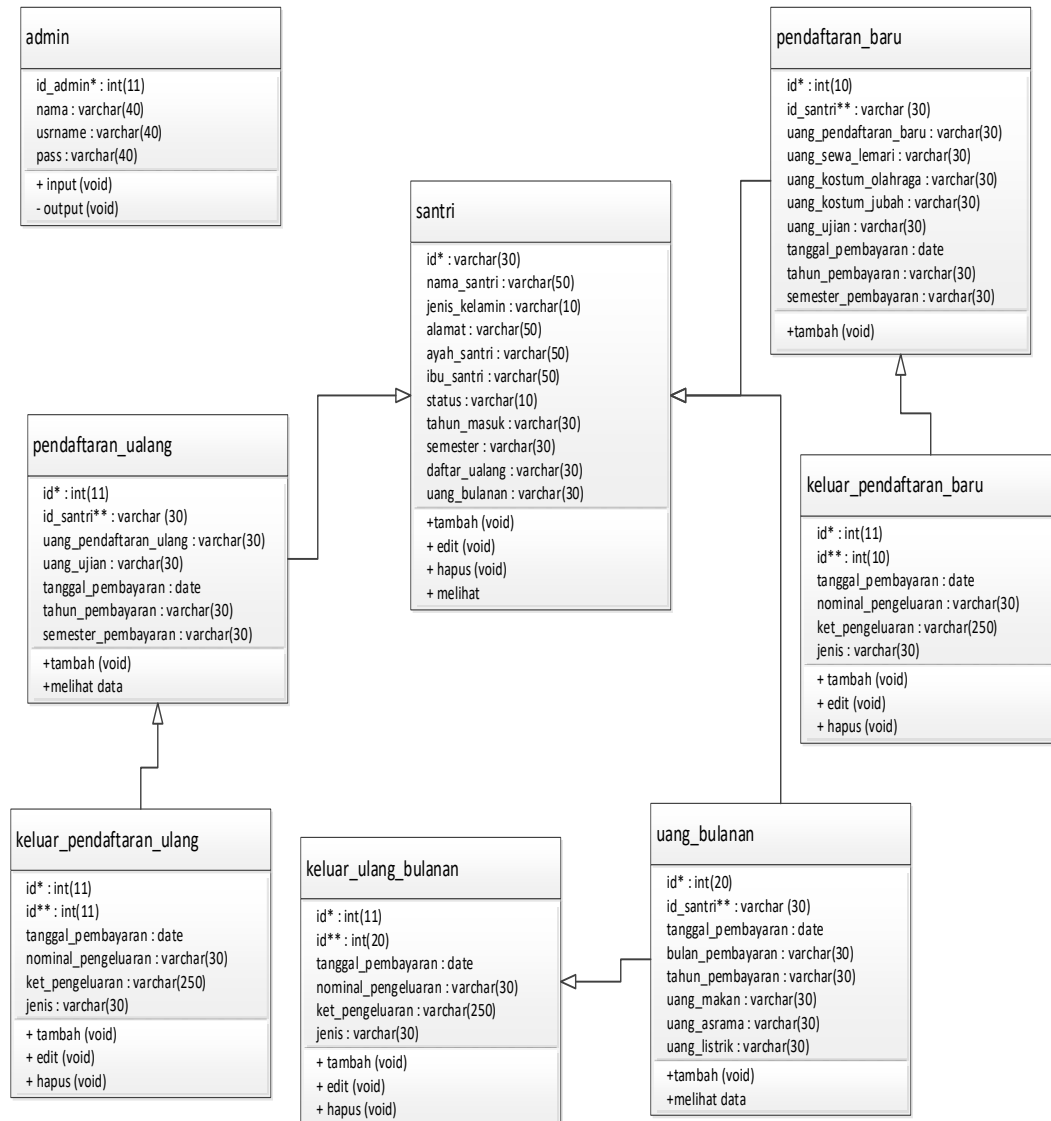 admin
id_admin* : int(11)
nama : varchar(40)
usrname : varchar(40)
pass : varchar(40)
+ input (void)
- output (void)
pendaftaran_baru
id* : int(10)
id_santri** : varchar (30)
uang_pendaftaran_baru : varchar(30)
uang_sewa_lemari : varchar(30)
uang_kostum_olahraga : varchar(30)
uang_kostum_jubah : varchar(30)
uang_ujian : varchar(30)
tanggal_pembayaran : date
tahun_pembayaran : varchar(30)
semester_pembayaran : varchar(30)
+tambah (void)
santri
id* : varchar(30)
nama_santri : varchar(50)
jenis_kelamin : varchar(10)
alamat : varchar(50)
ayah_santri : varchar(50)
ibu_santri : varchar(50)
status : varchar(10)
tahun_masuk : varchar(30)
semester : varchar(30)
daftar_ualang : varchar(30)
uang_bulanan : varchar(30)
+tambah (void)
+ edit (void)
+ hapus (void)
+ melihat
pendaftaran_ualang
id* : int(11)
id_santri** : varchar (30)
uang_pendaftaran_ulang : varchar(30)
uang_ujian : varchar(30)
tanggal_pembayaran : date
tahun_pembayaran : varchar(30)
semester_pembayaran : varchar(30)
+tambah (void)
+melihat data
keluar_pendaftaran_baru
id* : int(11)
id** : int(10)
tanggal_pembayaran : date
nominal_pengeluaran : varchar(30)
ket_pengeluaran : varchar(250)
jenis : varchar(30)
+ tambah (void)
+ edit (void)
+ hapus (void)
keluar_pendaftaran_ulang
id* : int(11)
id** : int(11)
tanggal_pembayaran : date
nominal_pengeluaran : varchar(30)
ket_pengeluaran : varchar(250)
jenis : varchar(30)
+ tambah (void)
+ edit (void)
+ hapus (void)
keluar_ulang_bulanan
id* : int(11)
id** : int(20)
tanggal_pembayaran : date
nominal_pengeluaran : varchar(30)
ket_pengeluaran : varchar(250)
jenis : varchar(30)
+ tambah (void)
+ edit (void)
+ hapus (void)
uang_bulanan
id* : int(20)
id_santri** : varchar (30)
tanggal_pembayaran : date
bulan_pembayaran : varchar(30)
tahun_pembayaran : varchar(30)
uang_makan : varchar(30)
uang_asrama : varchar(30)
uang_listrik : varchar(30)
+tambah (void)
+melihat data